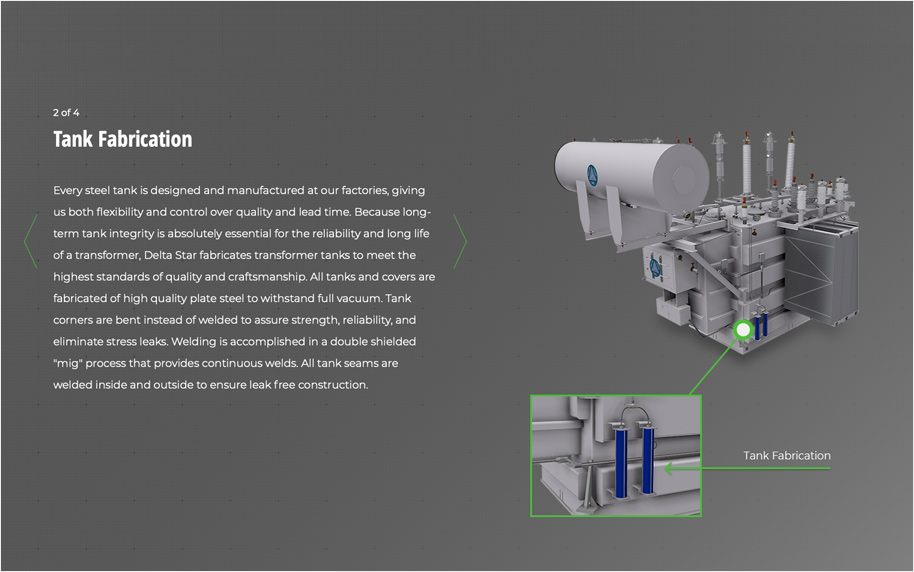 2 of 4
Tank Fabrication
Every steel tank is designed and manufactured at our factories, giving
us both flexibility and control over quality and lead time. Because long-
term tank integrity is absolutely essential for the reliability and long life
of a transformer, Delta Star fabricates transformer tanks to meet the
highest standards of quality and craftsmanship. All tanks and covers are
fabricated of high quality plate steel to withstand full vacuum. Tank
corners are bent instead of welded to assure strength, reliability, and
eliminate stress leaks. Welding is accomplished in a double shielded
"mig" process that provides continuous welds. All tank seams are
welded inside and outside to ensure leak free construction.
Tank Fabrication